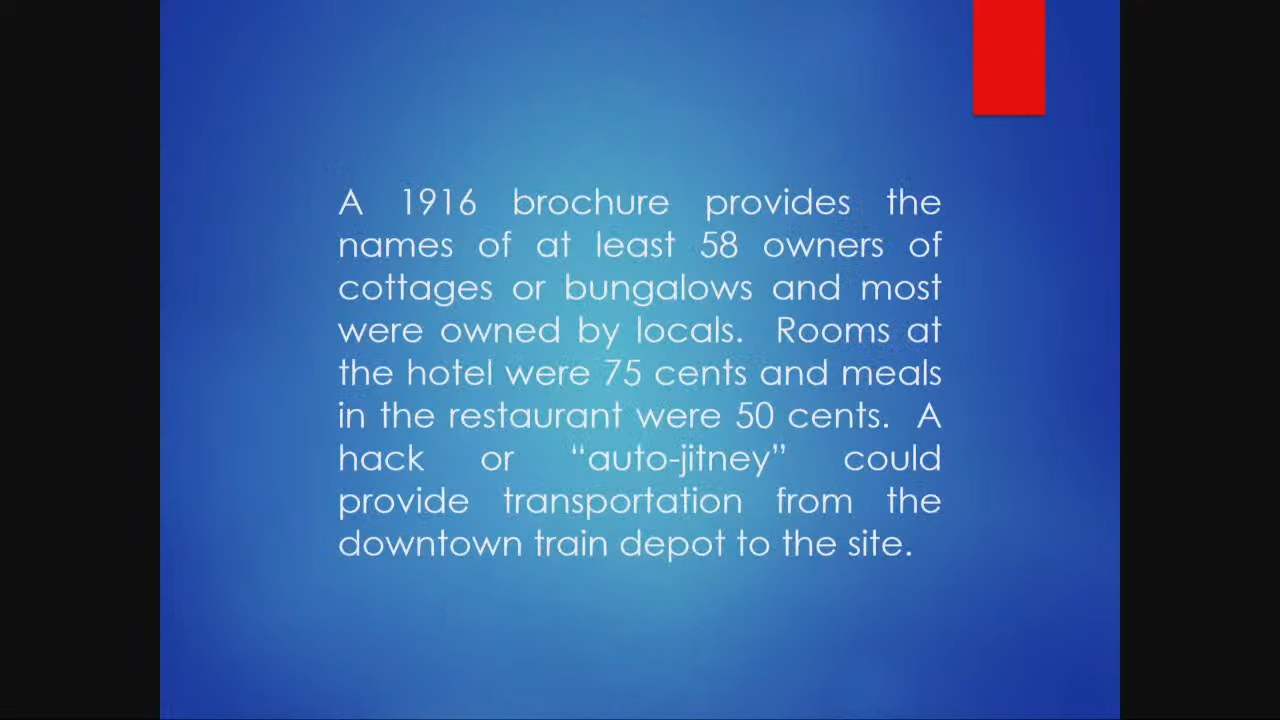 A 1916 brochure provides the
names of at least 58 owners of
cottages or bungalows and most
were owned by locals.  Rooms at
the hotel were 75 cents and meals
in the restaurant were 50 cents.  A
hack or “auto-jitney” could
provide transportation from the
downtown train depot to the site.